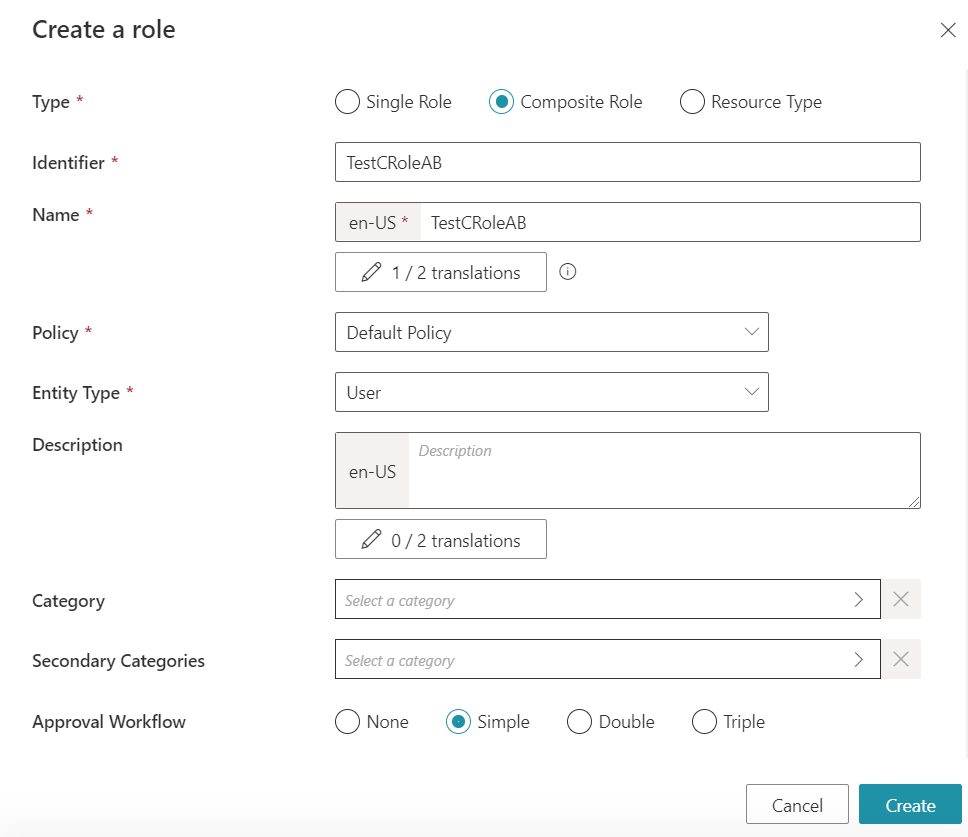 Create a role
Type *
Single Role
Composite Role
Resource Type
Identifier *
TestCRoleAB
Name *
en-US *
TestCRoleAB
1 / 2 translations
Policy *
Default Policy
Entity Type *
User
Description
en-US
Description
0 / 2 translations
Category
Select a category
Secondary Categories
Select a category
Approval Workflow
None
Simple
Double
Triple
Cancel
Create